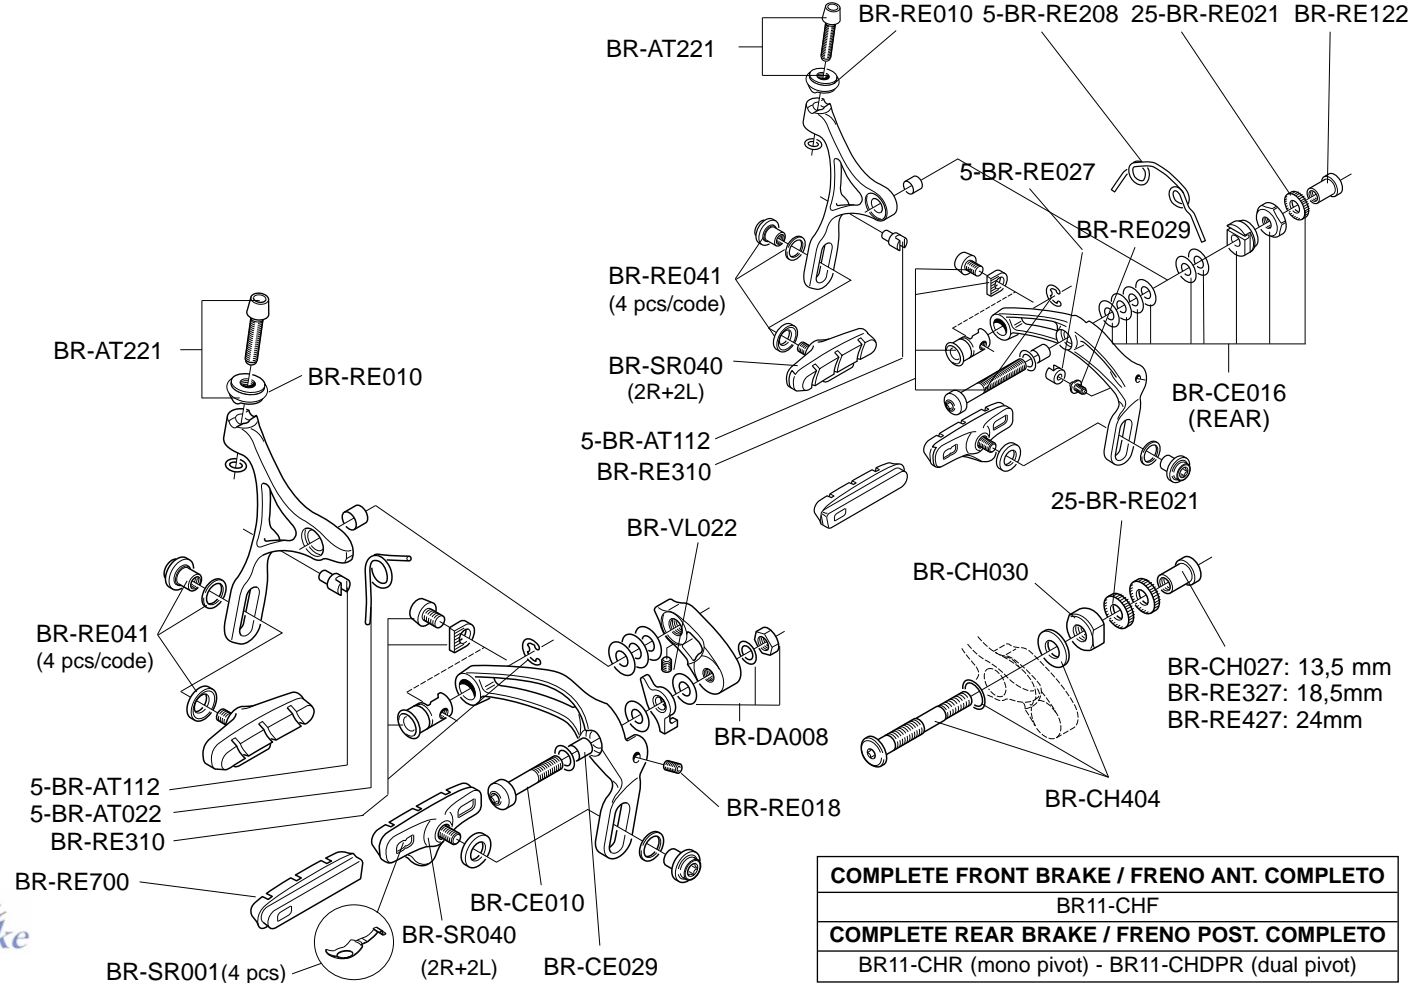 BR-RE010 5-BR-RE208 25-BR-RE021 BR-RE122
BR-AT221
5-BR-RE027
BR-RE029
BR-RE041
(4 pcs/code)
BR-SR040
(2R+2L)
BR-CE016
(REAR)
5-BR-AT112
BR-RE310
BR-AT221
BR-RE010
25-BR-RE021
BR-VL022
BR-CH030
BR-RE041
(4 pcs/code)
BR-CH027: 13,5 mm
BR-RE327: 18,5mm
BR-RE427: 24mm
BR-DA008
5-BR-AT112
5-BR-AT022
BR-RE310
BR-RE018
BR-CH404
BR-RE700
BR-CE010
BR-SR040
(2R+2L)
BR-CE029
BR-SR001(4 pcs)
ke
COMPLETE FRONT BRAKE / FRENO ANT. COMPLETO
BR11-CHF
COMPLETE REAR BRAKE / FRENO POST. COMPLETO
BR11-CHR (mono pivot) - BR11-CHDPR (dual pivot)